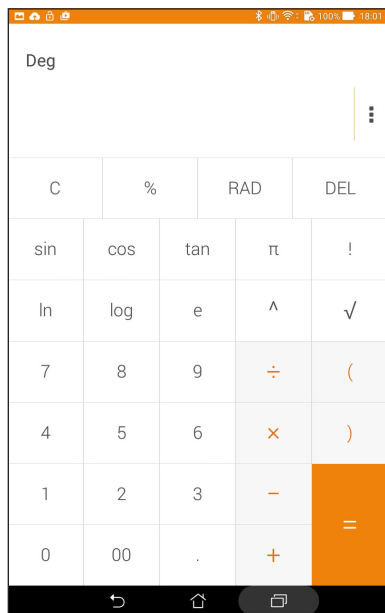 100% 18:01
Deg
C % RAD DEL
sin cos tan π !
ln log e ^ √
7 8 9 ÷ (
4 5 6 × )
1 2 3 −
=
0 00 . +